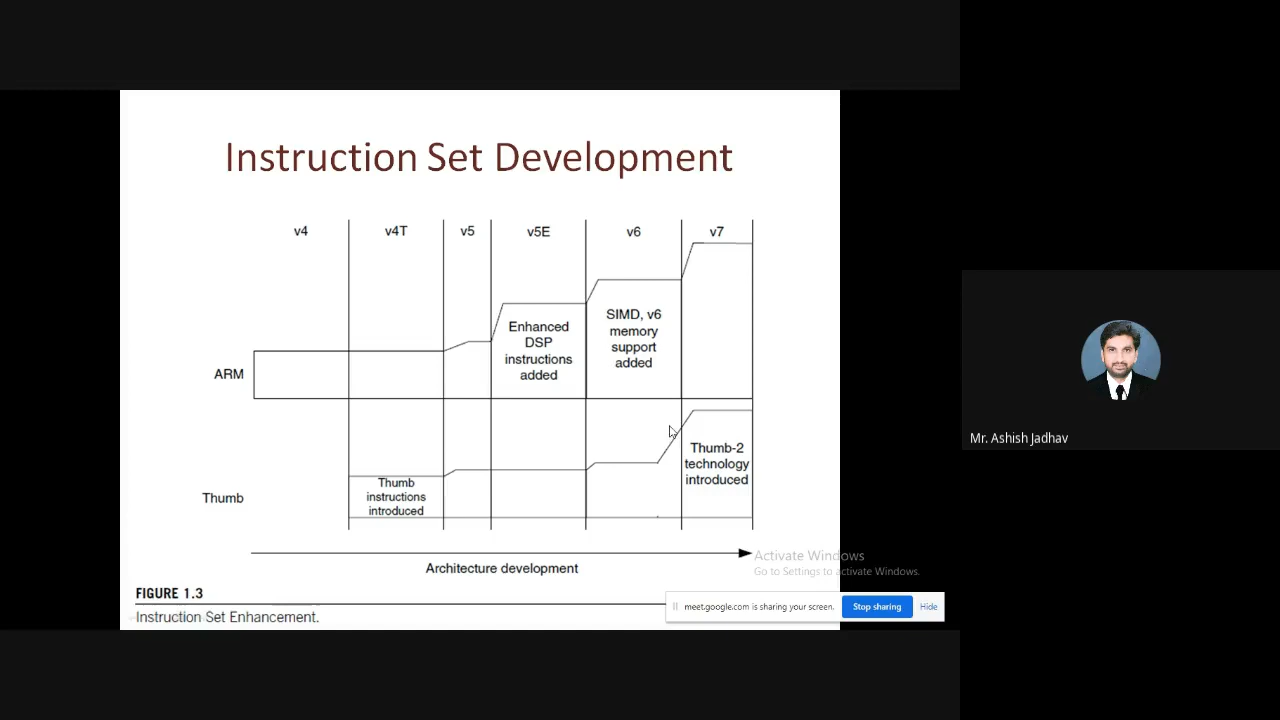 Instruction Set Development
v4
v4T
v5
v5E
v6
v7
Enhanced
DSP
instructions
added
SIMD, v6
memory
support
added
ARM
Thumb-2
technology
introduced
Thumb
instructions
introduced
Thumb
Architecture development
FIGURE 1.3
Instruction Set Enhancement.
Activate Windows
Go to Settings to activate Windows.
meet.google.com is sharing your screen.
Stop sharing
Hide
Mr. Ashish Jadhav